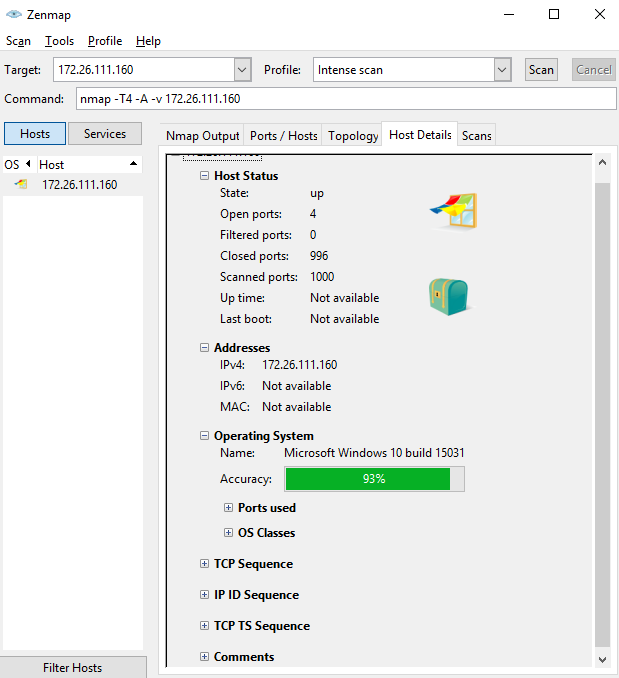 Zenmap
Scan Tools Profile Help
Target: 172.26.111.160 Profile: Intense scan Scan Cancel
Command: nmap -T4 -A -v 172.26.111.160
Hosts Services
Nmap Output Ports / Hosts Topology Host Details Scans
OS Host
172.26.111.160
Host Status
State: up
Open ports: 4
Filtered ports: 0
Closed ports: 996
Scanned ports: 1000
Up time: Not available
Last boot: Not available
Addresses
IPv4: 172.26.111.160
IPv6: Not available
MAC: Not available
Operating System
Name: Microsoft Windows 10 build 15031
Accuracy: 93%
Ports used
OS Classes
TCP Sequence
IP ID Sequence
TCP TS Sequence
Comments
Filter Hosts